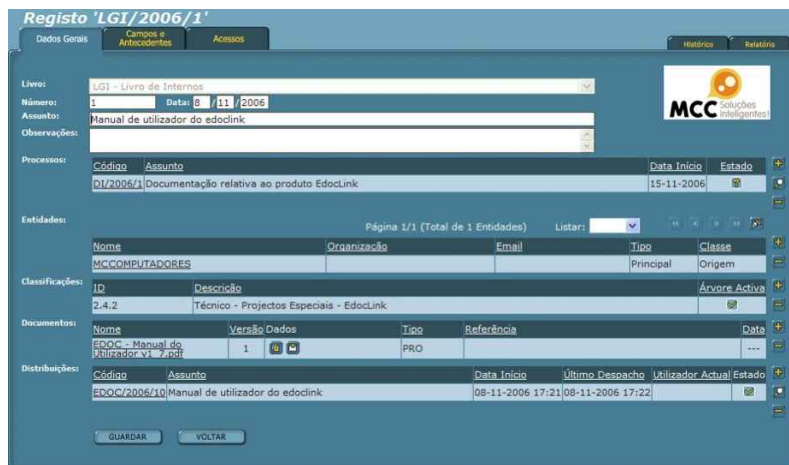 Registo 'LGI/2006/1'
Dados Gerais
Campos e Antecedentes
Acessos
Histórico
Relatório
Livro: LGI - Livro de Internos
Número: 1 Data: 8 / 11 / 2006
Assunto: Manual de utilizador do edoclink
Observações:
MCC Soluções Inteligentes!
Processos:
Código Assunto Data Início Estado
DI/2006/1 Documentação relativa ao produto EdocLink 15-11-2006
Entidades:
Página 1/1 (Total de 1 Entidades) Listar:
Nome Organização Email Tipo Classe
MCCOMPUTADORES Principal Origem
Classificações:
ID Descrição Árvore Activa
2.4.2 Técnico - Projectos Especiais - EdocLink
Documentos:
Nome Versão Dados Tipo Referência Data
EDOC - Manual do
Utilizador v1_7.pdf 1 PRO ---
Distribuições:
Código Assunto Data Início Último Despacho Utilizador Actual Estado
EDOC/2006/10 Manual de utilizador do edoclink 08-11-2006 17:21 08-11-2006 17:22
GUARDAR VOLTAR